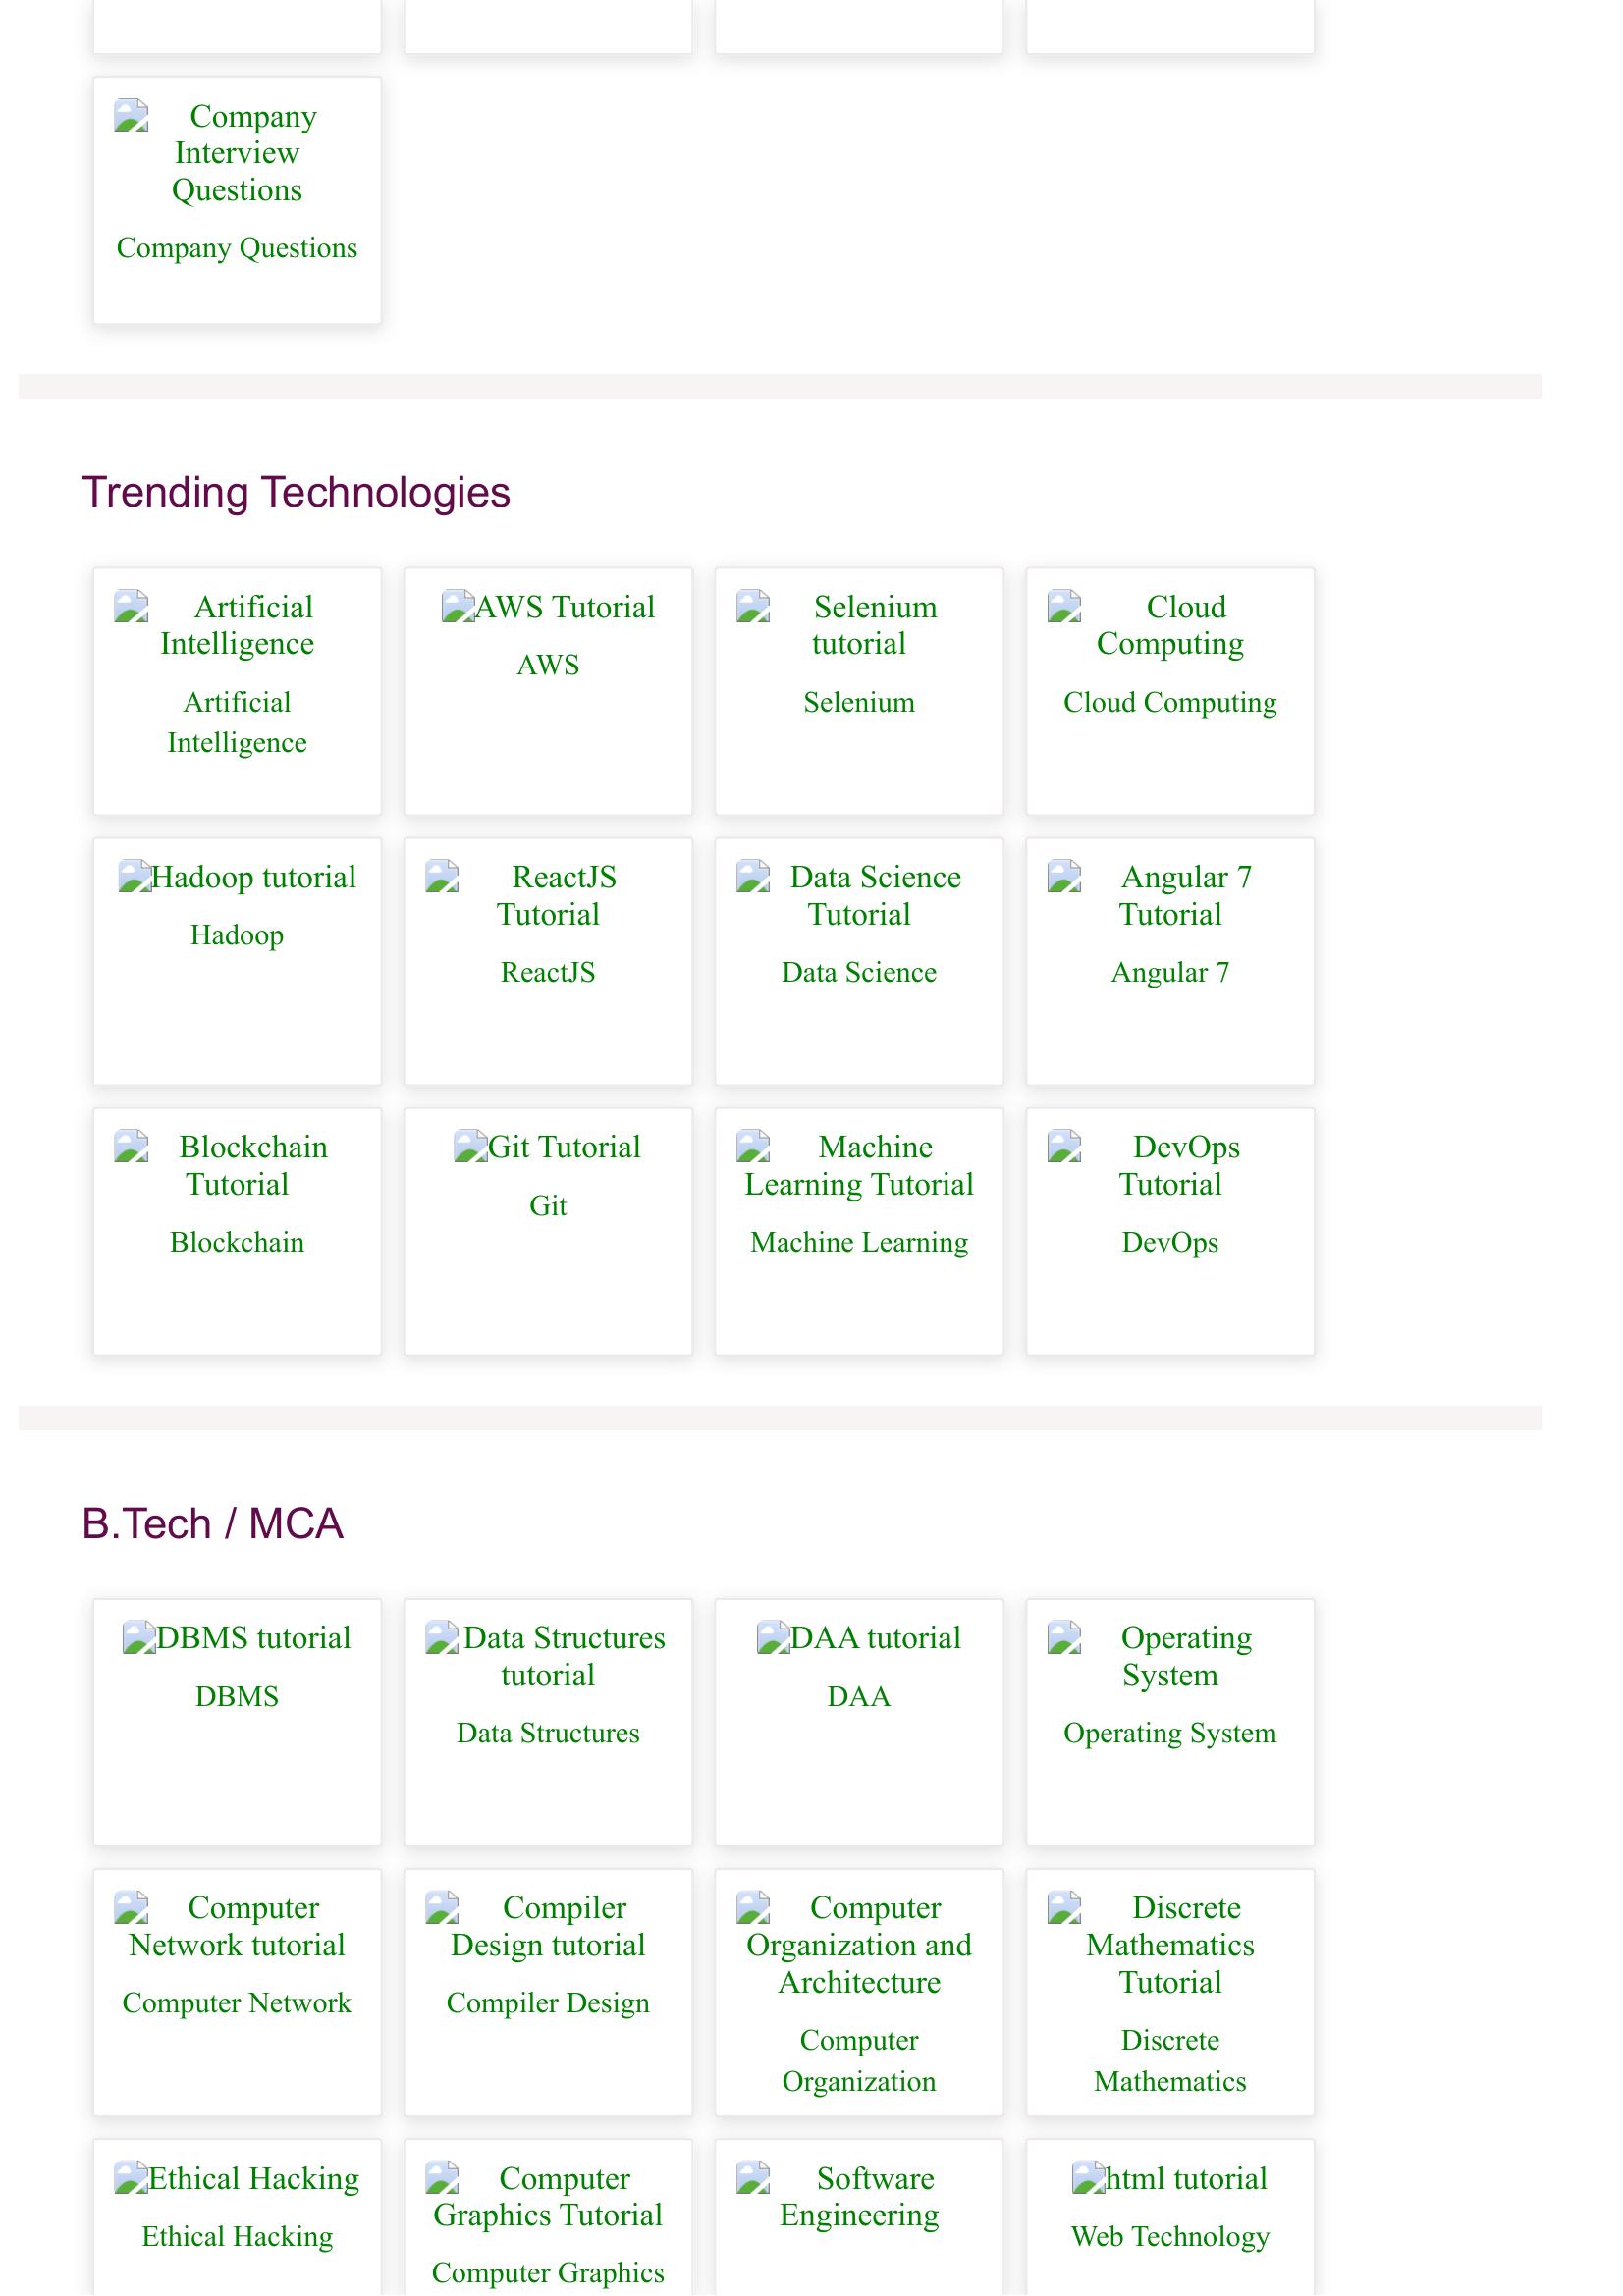 Company
Interview
Questions
Company Questions
Trending Technologies
Artificial
Intelligence
Artificial
Intelligence
AWS Tutorial
AWS
Selenium
tutorial
Selenium
Cloud
Computing
Cloud Computing
Hadoop tutorial
Hadoop
ReactJS
Tutorial
ReactJS
Data Science
Tutorial
Data Science
Angular 7
Tutorial
Angular 7
Blockchain
Tutorial
Blockchain
Git Tutorial
Git
Machine
Learning Tutorial
Machine Learning
DevOps
Tutorial
DevOps
B.Tech / MCA
DBMS tutorial
DBMS
Data Structures
tutorial
Data Structures
DAA tutorial
DAA
Operating
System
Operating System
Computer
Network tutorial
Computer Network
Compiler
Design tutorial
Compiler Design
Computer
Organization and
Architecture
Computer
Organization
Discrete
Mathematics
Tutorial
Discrete
Mathematics
Ethical Hacking
Ethical Hacking
Computer
Graphics Tutorial
Computer Graphics
Software
Engineering
html tutorial
Web Technology